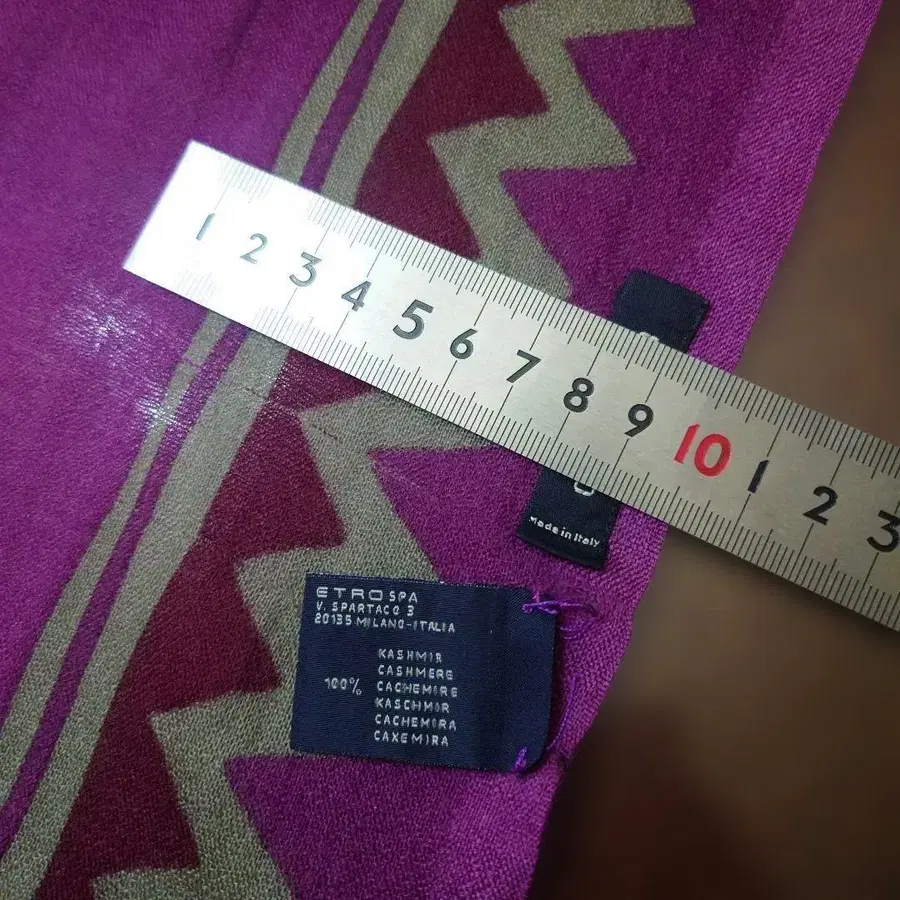 1 2 3 4 5 6 7 8 9 10 1 2 3
Made in Italy
ETRO SPA
V. SPARTACO 3
20135 MILANO-ITALIA
KASHMIR
CASHMERE
100% CACHEMIRE
KASCHMIR
CACHEMIRA
CAXEMIRA